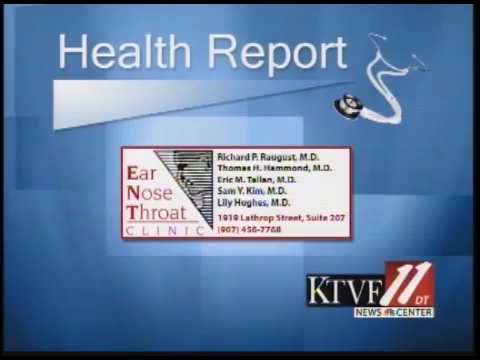 Health Report
Ear
Nose
Throat
CLINIC
Richard P. Raugust, M.D.
Thomas H. Hammond, M.D.
Eric M. Tallan, M.D.
Sam Y. Kim, M.D.
Lily Hughes, M.D.
1919 Lathrop Street, Suite 207
(907) 456-7768
KTVF 11
DT
NEWS CENTER